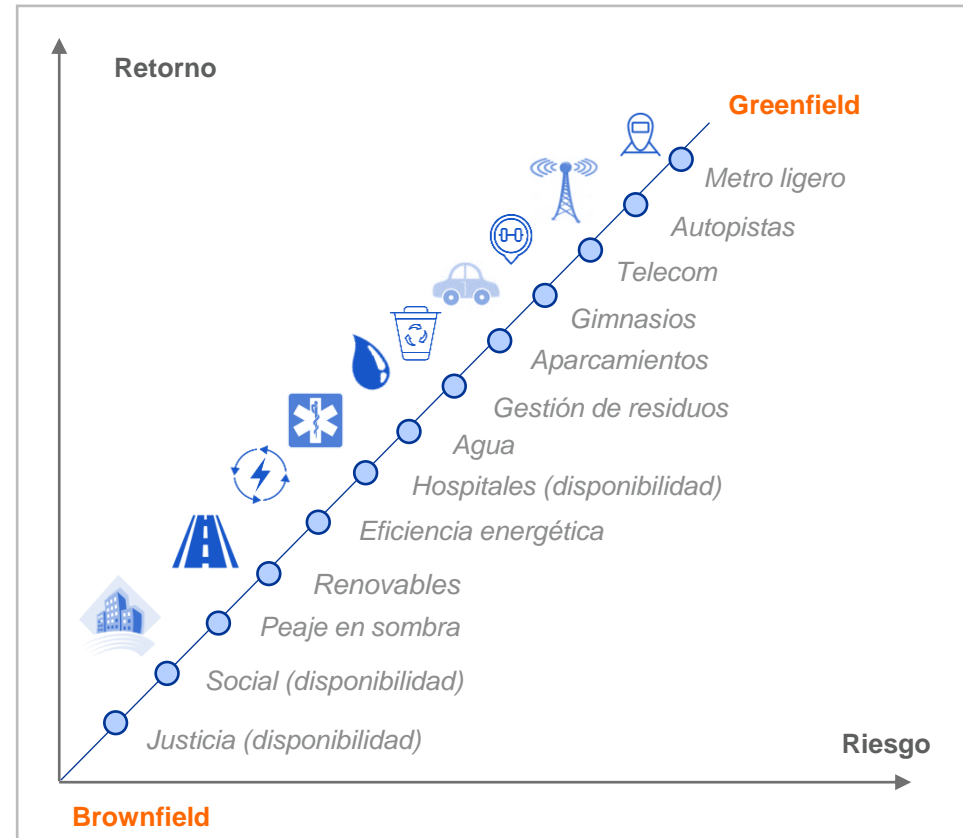 Retorno
Greenfield
Metro ligero
Autopistas
Telecom
Gimnasios
Aparcamientos
Gestión de residuos
Agua
Hospitales (disponibilidad)
Eficiencia energética
Renovables
Peaje en sombra
Social (disponibilidad)
Justicia (disponibilidad)
Riesgo
Brownfield